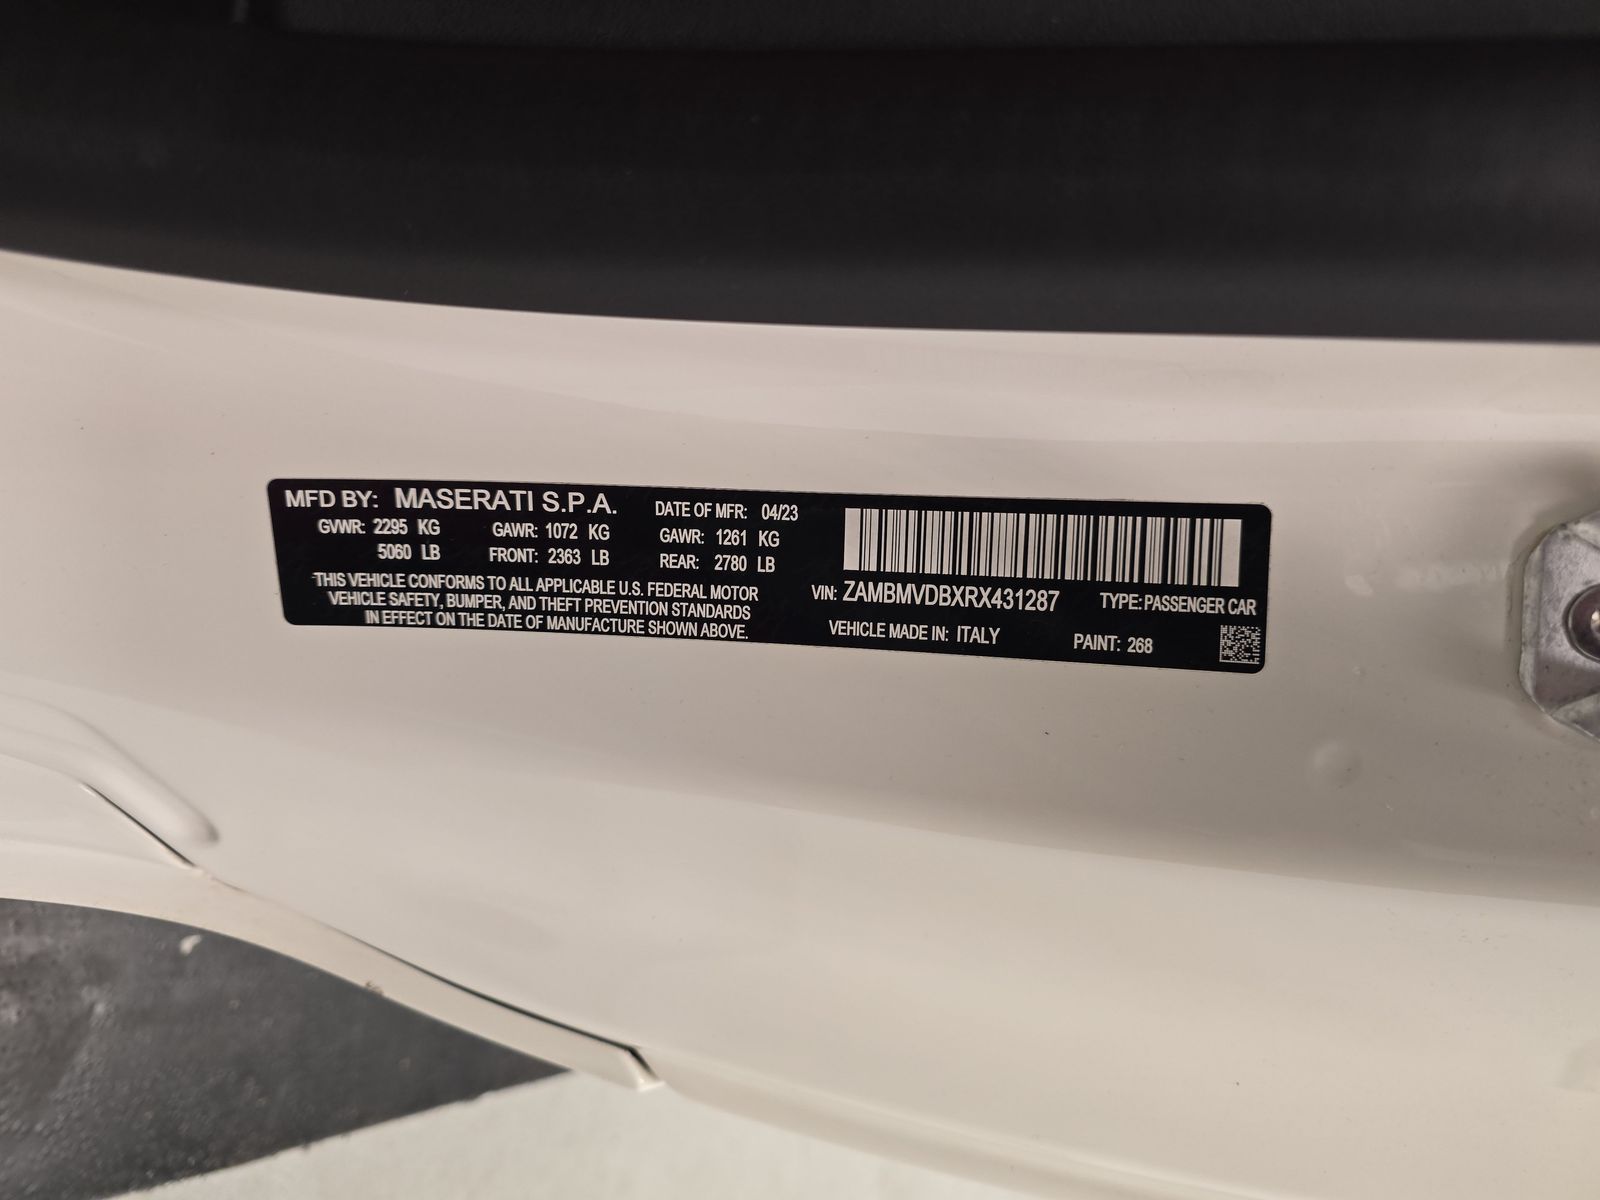 MFD BY: MASERATI S.P.A. DATE OF MFR: 04/23
GVWR: 2295 KG GAWR: 1072 KG GAWR: 1261 KG
5060 LB FRONT: 2363 LB REAR: 2780 LB
THIS VEHICLE CONFORMS TO ALL APPLICABLE U.S. FEDERAL MOTOR
VEHICLE SAFETY, BUMPER, AND THEFT PREVENTION STANDARDS
IN EFFECT ON THE DATE OF MANUFACTURE SHOWN ABOVE.
VIN: ZAMBMVDBXRX431287 TYPE: PASSENGER CAR
VEHICLE MADE IN: ITALY PAINT: 268